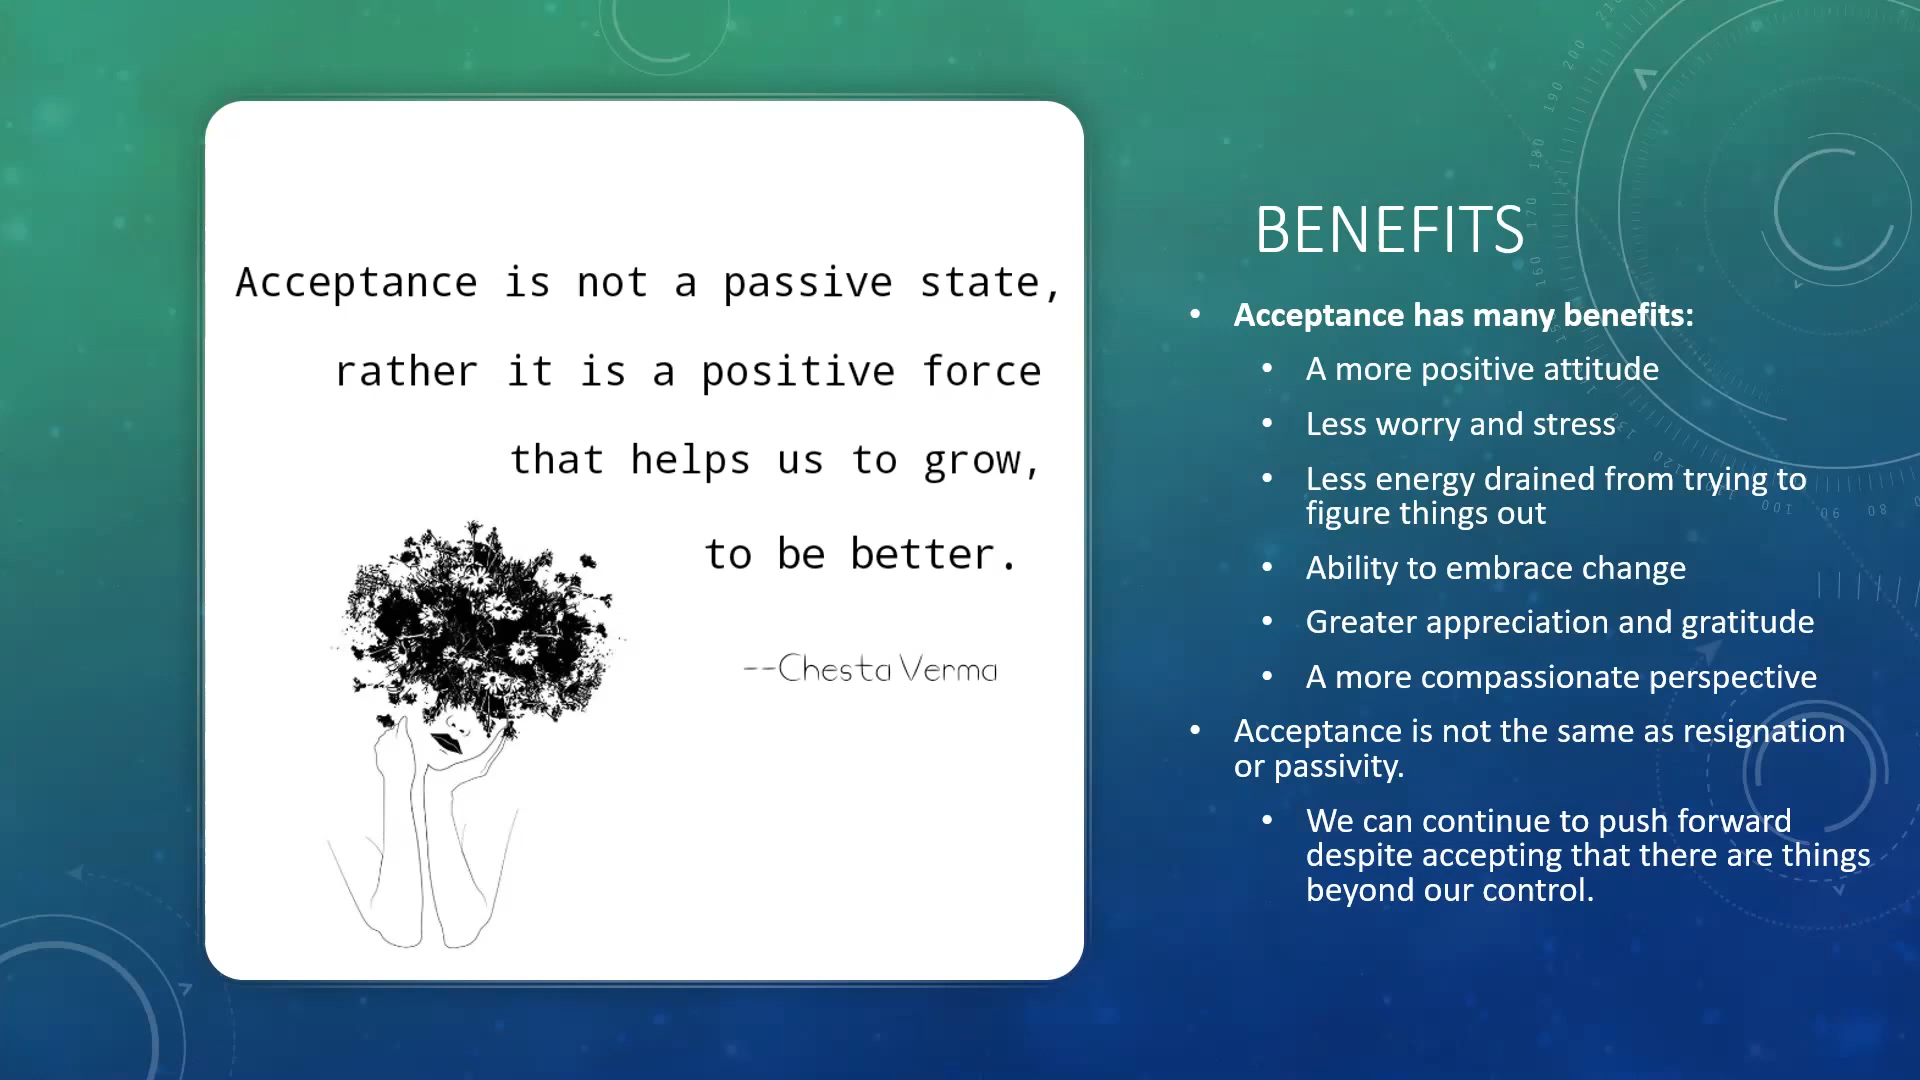 Acceptance is not a passive state,
rather it is a positive force
that helps us to grow,
to be better.
--Chesta Verma
BENEFITS
• Acceptance has many benefits:
• A more positive attitude
• Less worry and stress
• Less energy drained from trying to
figure things out
• Ability to embrace change
• Greater appreciation and gratitude
• A more compassionate perspective
• Acceptance is not the same as resignation
or passivity.
• We can continue to push forward
despite accepting that there are things
beyond our control.